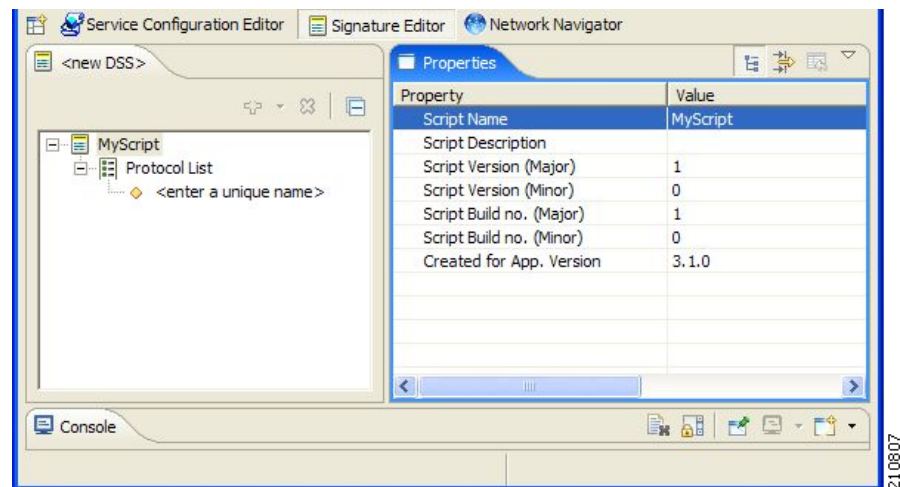 Service Configuration Editor Signature Editor Network Navigator
<new DSS>
MyScript
Protocol List
<enter a unique name>
Properties
Property Value
Script Name MyScript
Script Description
Script Version (Major) 1
Script Version (Minor) 0
Script Build no. (Major) 1
Script Build no. (Minor) 0
Created for App. Version 3.1.0
Console
210807